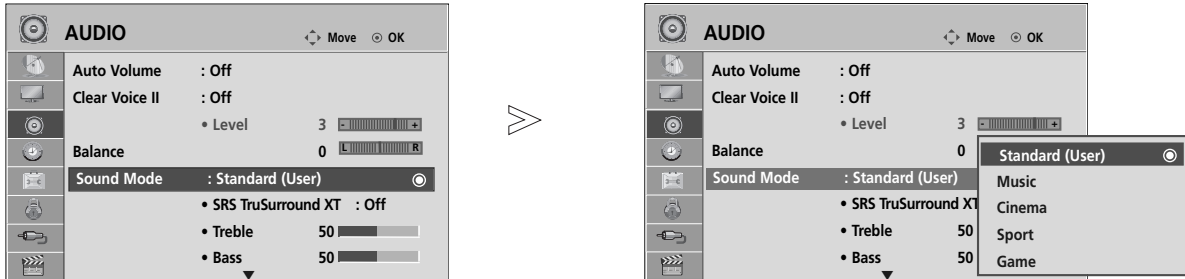 AUDIO
Move OK
Auto Volume : Off
Clear Voice II : Off
• Level 3 - +
Balance 0 L R
Sound Mode : Standard (User)
• SRS TruSurround XT : Off
• Treble 50
• Bass 50
AUDIO
Move OK
Auto Volume : Off
Clear Voice II : Off
• Level 3 - +
Balance 0
Sound Mode : Standard (User)
• SRS TruSurround XT
• Treble 50
• Bass 50
Standard (User)
Music
Cinema
Sport
Game